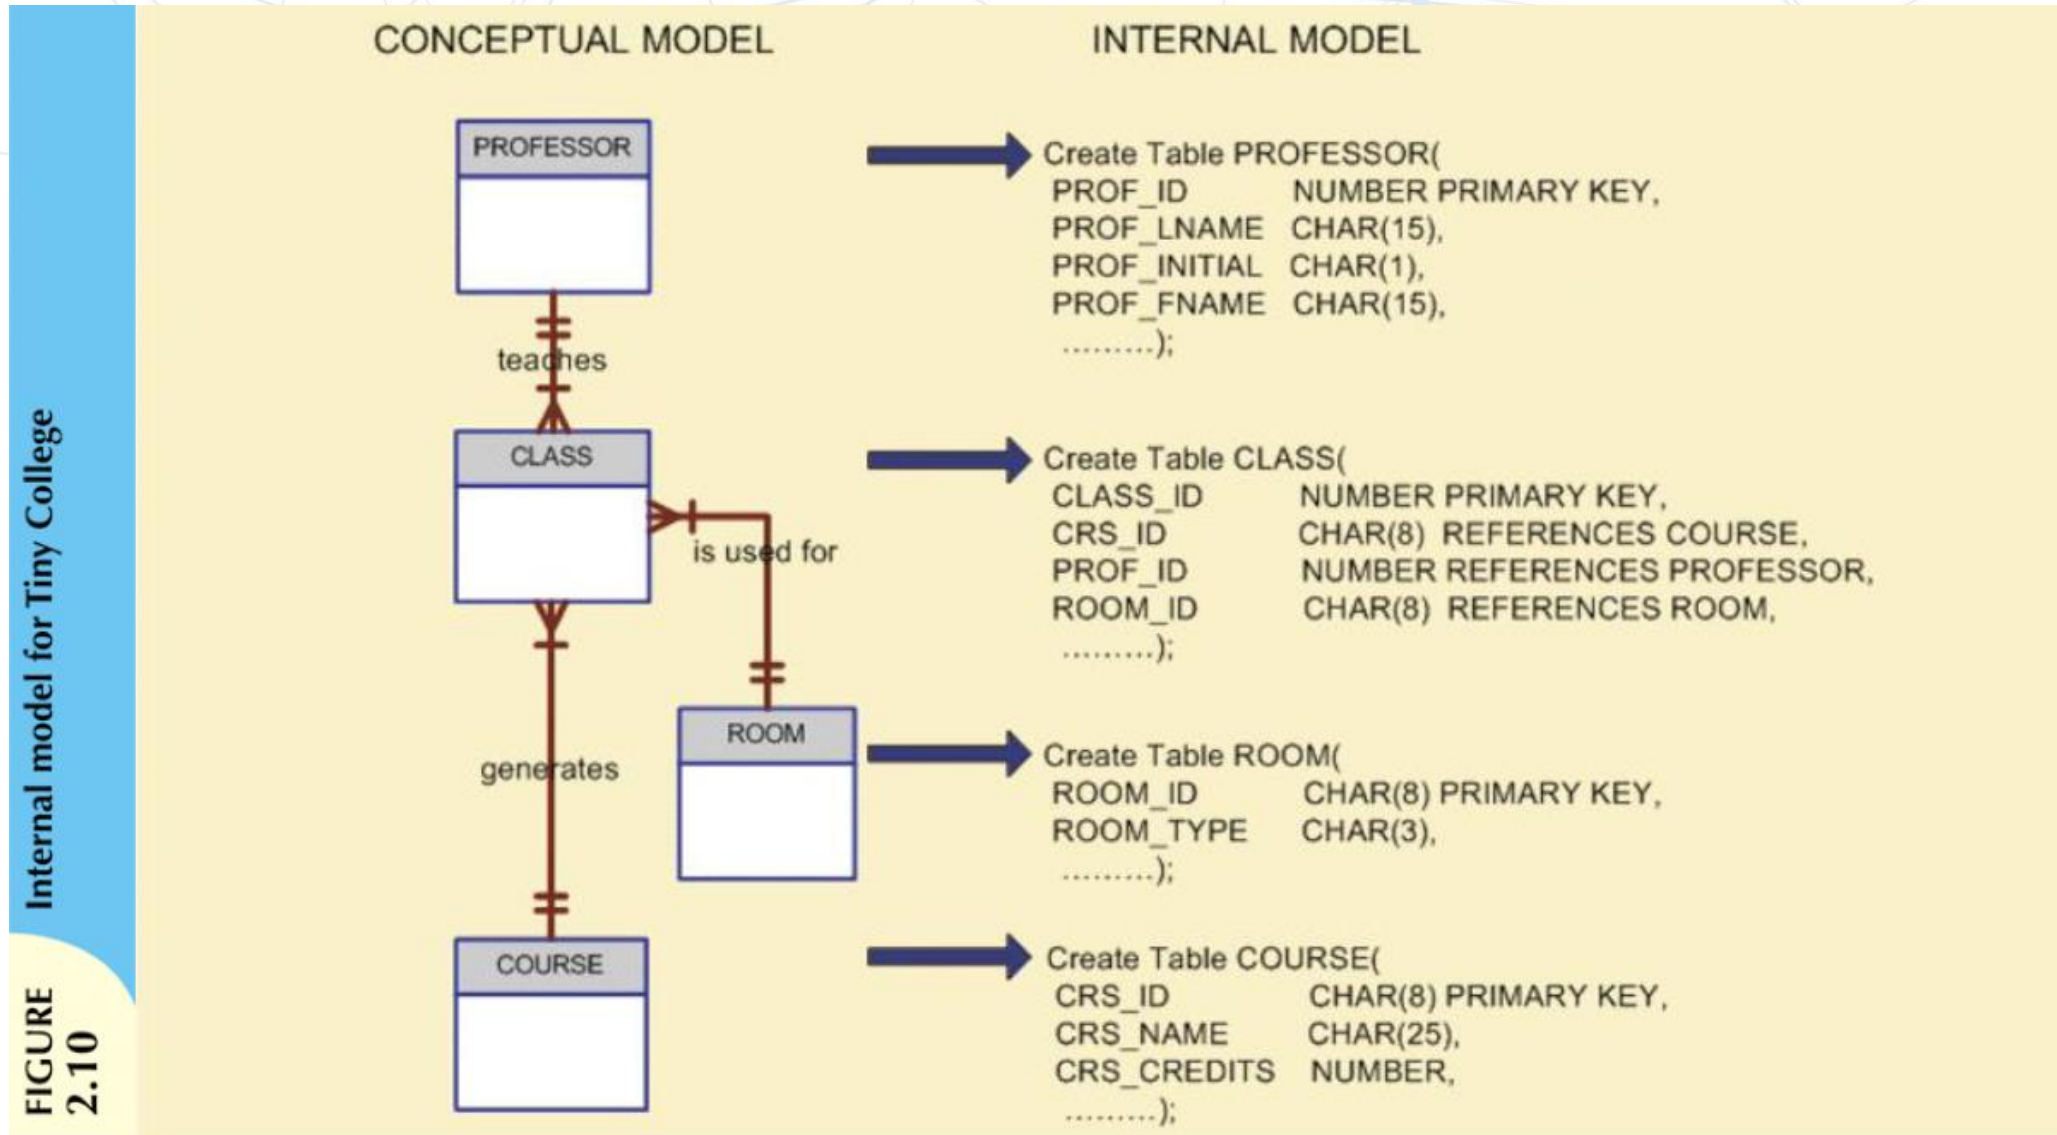 CONCEPTUAL MODEL
INTERNAL MODEL
PROFESSOR
teaches
CLASS
is used for
ROOM
generates
COURSE
Create Table PROFESSOR(
PROF_ID NUMBER PRIMARY KEY,
PROF_LNAME CHAR(15),
PROF_INITIAL CHAR(1),
PROF_FNAME CHAR(15),
.........);
Create Table CLASS(
CLASS_ID NUMBER PRIMARY KEY,
CRS_ID CHAR(8) REFERENCES COURSE,
PROF_ID NUMBER REFERENCES PROFESSOR,
ROOM_ID CHAR(8) REFERENCES ROOM,
.........);
Create Table ROOM(
ROOM_ID CHAR(8) PRIMARY KEY,
ROOM_TYPE CHAR(3),
.........);
Create Table COURSE(
CRS_ID CHAR(8) PRIMARY KEY,
CRS_NAME CHAR(25),
CRS_CREDITS NUMBER,
.........);
FIGURE
2.10
Internal model for Tiny College